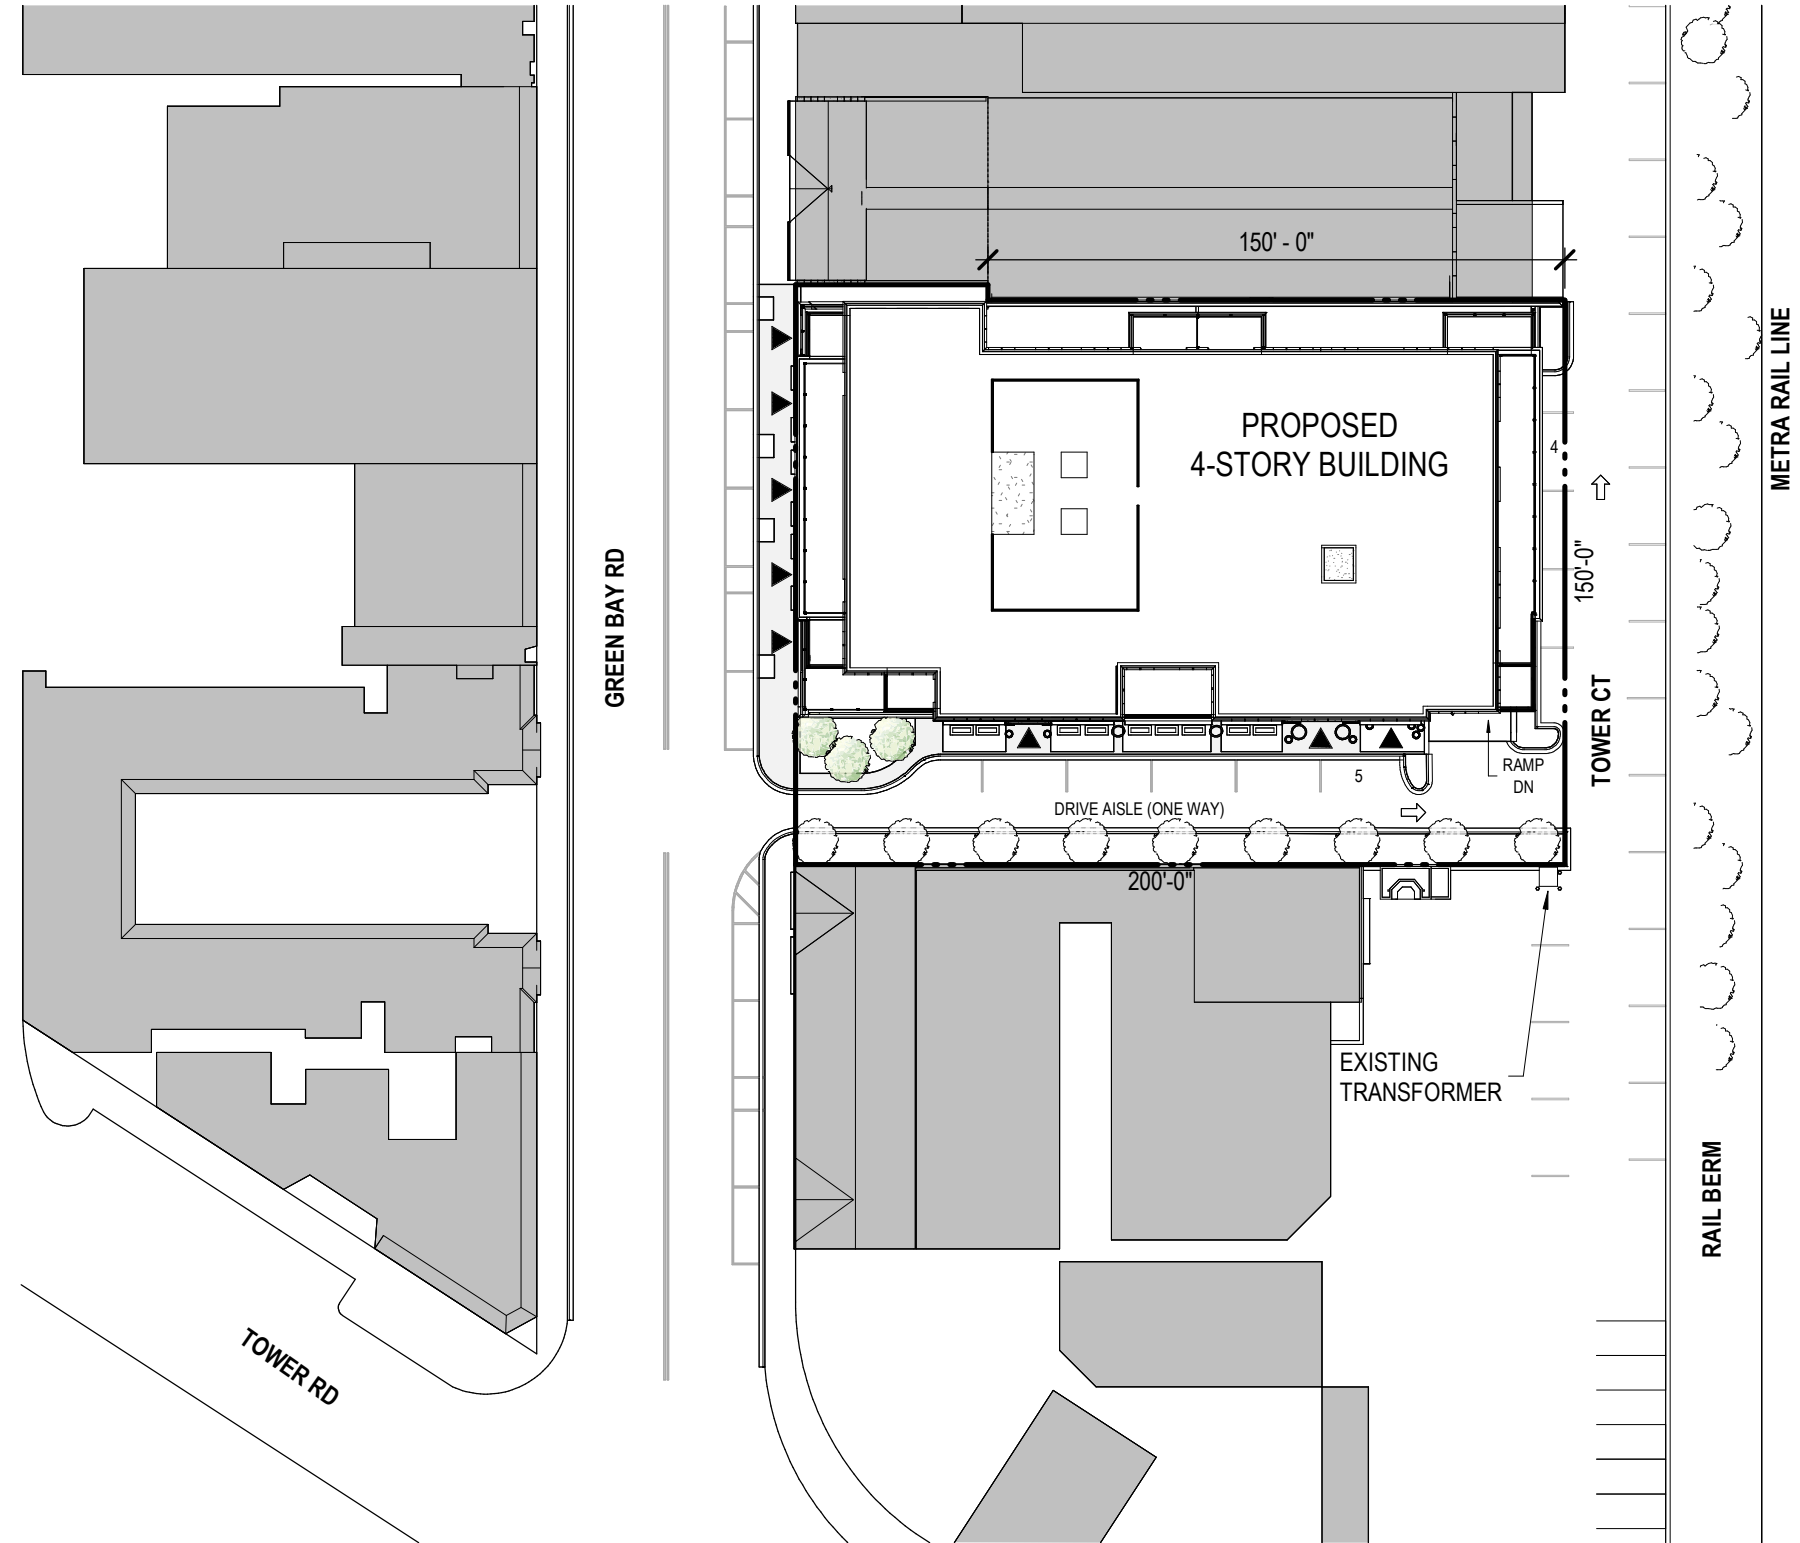 150' - 0"
METRA RAIL LINE
PROPOSED
4-STORY BUILDING
4
GREEN BAY RD
150'-0"
TOWER CT
RAMP
DN
5
DRIVE AISLE (ONE WAY)
200'-0"
EXISTING
TRANSFORMER
RAIL BERM
TOWER RD